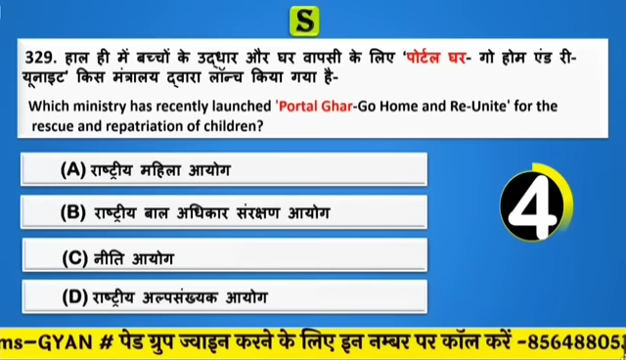 S
329. हाल ही में बच्चों के उद्धार और घर वापसी के लिए 'पोर्टल घर- गो होम एंड री-
यूनाइट' किस मंत्रालय द्वारा लॉन्च किया गया है-
Which ministry has recently launched 'Portal Ghar-Go Home and Re-Unite' for the
rescue and repatriation of children?
(A) राष्ट्रीय महिला आयोग
(B) राष्ट्रीय बाल अधिकार संरक्षण आयोग
4
(C) नीति आयोग
(D) राष्ट्रीय अल्पसंख्यक आयोग
ms-GYAN # पेड ग्रुप ज्वाइन करने के लिए इन नम्बर पर कॉल करें -85648805